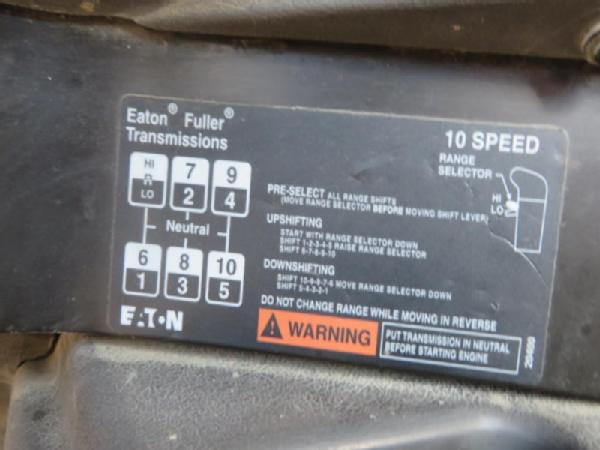 Eaton® Fuller®
Transmissions
10 SPEED
RANGE
SELECTOR
HI
LO
HI 7 9
R
LO 2 4
Neutral
6 8 10
1 3 5
EATON
PRE-SELECT ALL RANGE SHIFTS
(MOVE RANGE SELECTOR BEFORE MOVING SHIFT LEVER)
UPSHIFTING
START WITH RANGE SELECTOR DOWN
SHIFT 1-2-3-4-5 RAISE RANGE SELECTOR
SHIFT 6-7-8-9-10
DOWNSHIFTING
SHIFT 10-9-8-7-6 MOVE RANGE SELECTOR DOWN
SHIFT 5-4-3-2-1
DO NOT CHANGE RANGE WHILE MOVING IN REVERSE
WARNING
PUT TRANSMISSION IN NEUTRAL
BEFORE STARTING ENGINE